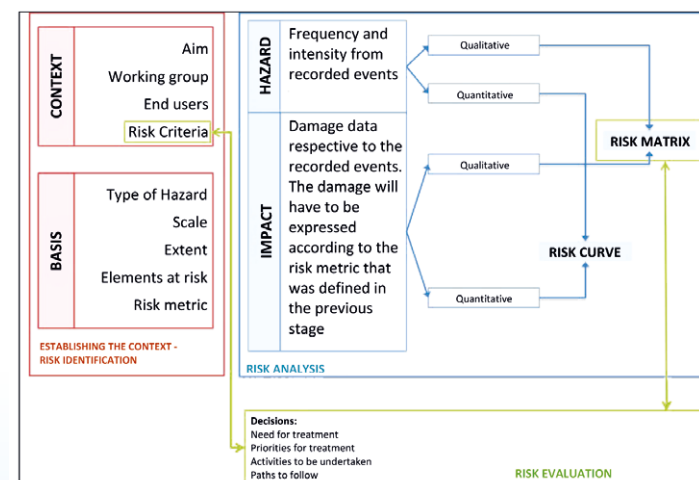 CONTEXT
Aim
Working group
End users
Risk Criteria
BASIS
Type of Hazard
Scale
Extent
Elements at risk
Risk metric
ESTABLISHING THE CONTEXT -
RISK IDENTIFICATION
HAZARD
Frequency and
intensity from
recorded events
IMPACT
Damage data
respective to the
recorded events.
The damage will
have to be
expressed
according to the
risk metric that
was defined in
the previous
stage
Qualitative
Quantitative
Qualitative
Quantitative
RISK MATRIX
RISK CURVE
RISK ANALYSIS
Decisions:
Need for treatment
Priorities for treatment
Activities to be undertaken
Paths to follow
RISK EVALUATION